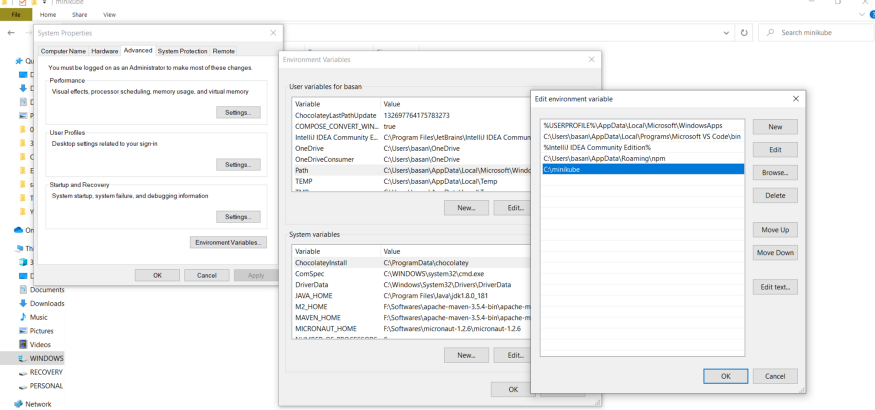 minikube
File Home Share View
Search minikube
System Properties
Computer Name Hardware Advanced System Protection Remote
You must be logged on as an Administrator to make most of these changes.
Performance
Visual effects, processor scheduling, memory usage, and virtual memory
Settings...
User Profiles
Desktop settings related to your sign-in
Settings...
Startup and Recovery
System startup, system failure, and debugging information
Settings...
Environment Variables...
OK Cancel Apply
Documents
Downloads
Music
Pictures
Videos
WINDOWS
RECOVERY
PERSONAL
Network
Environment Variables
User variables for basan
Variable Value
ChocolateyLastPathUpdate 132697764175783273
COMPOSE_CONVERT_WIN... true
IntelliJ IDEA Community E... C:\Program Files\JetBrains\IntelliJ IDEA Commun
OneDrive C:\Users\basan\OneDrive
OneDriveConsumer C:\Users\basan\OneDrive
Path C:\Users\basan\AppData\Local\Microsoft\Windo
TEMP C:\Users\basan\AppData\Local\Temp
New... Edit...
System variables
Variable Value
ChocolateyInstall C:\ProgramData\chocolatey
ComSpec C:\WINDOWS\system32\cmd.exe
DriverData C:\Windows\System32\Drivers\DriverData
JAVA_HOME C:\Program Files\Java\jdk1.8.0_181
M2_HOME F:\Softwares\apache-maven-3.5.4-bin\apache-m
MAVEN_HOME F:\Softwares\apache-maven-3.5.4-bin\apache-m
MICRONAUT_HOME F:\Softwares\micronaut-1.2.6\micronaut-1.2.6
New... Edit...
OK
Edit environment variable
%USERPROFILE%\AppData\Local\Microsoft\WindowsApps
C:\Users\basan\AppData\Local\Programs\Microsoft VS Code\bin
%IntelliJ IDEA Community Edition%
C:\Users\basan\AppData\Roaming\npm
C:\minikube
New
Edit
Browse...
Delete
Move Up
Move Down
Edit text...
OK Cancel